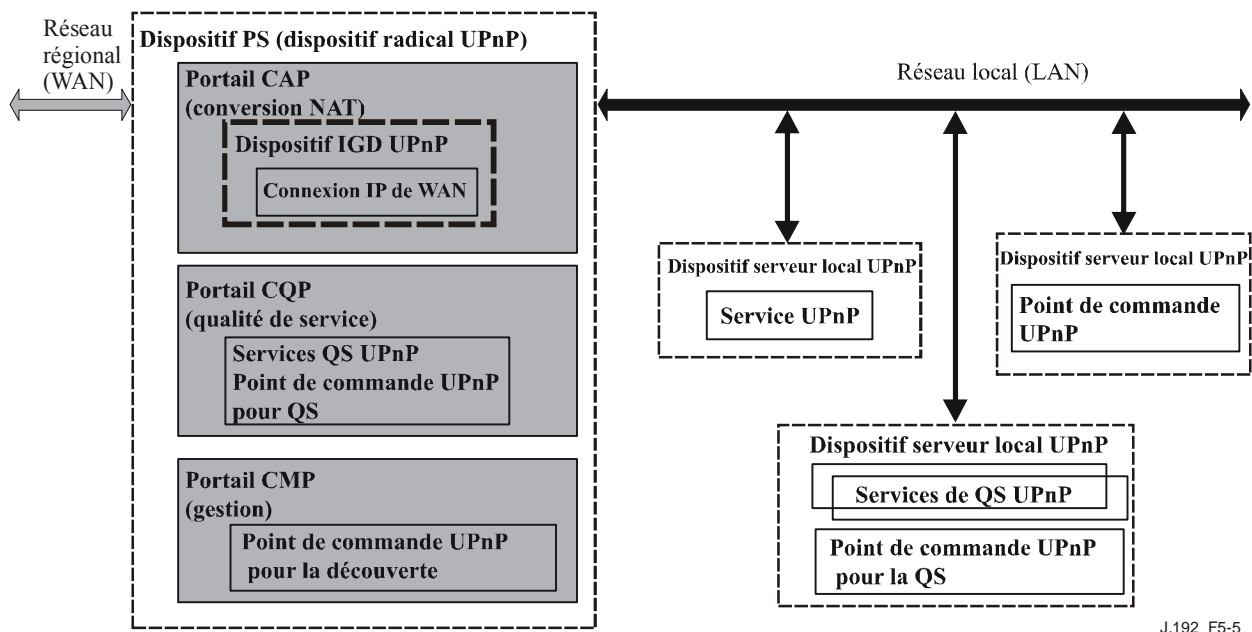 Réseau
régional
(WAN)
Dispositif PS (dispositif radical UPnP)
Portail CAP
(conversion NAT)
Dispositif IGD UPnP
Connexion IP de WAN
Portail CQP
(qualité de service)
Services QS UPnP
Point de commande UPnP
pour QS
Portail CMP
(gestion)
Point de commande UPnP
pour la découverte
Réseau local (LAN)
Dispositif serveur local UPnP
Service UPnP
Dispositif serveur local UPnP
Point de commande
UPnP
Dispositif serveur local UPnP
Services de QS UPnP
Point de commande UPnP
pour la QS
J.192_F5-5